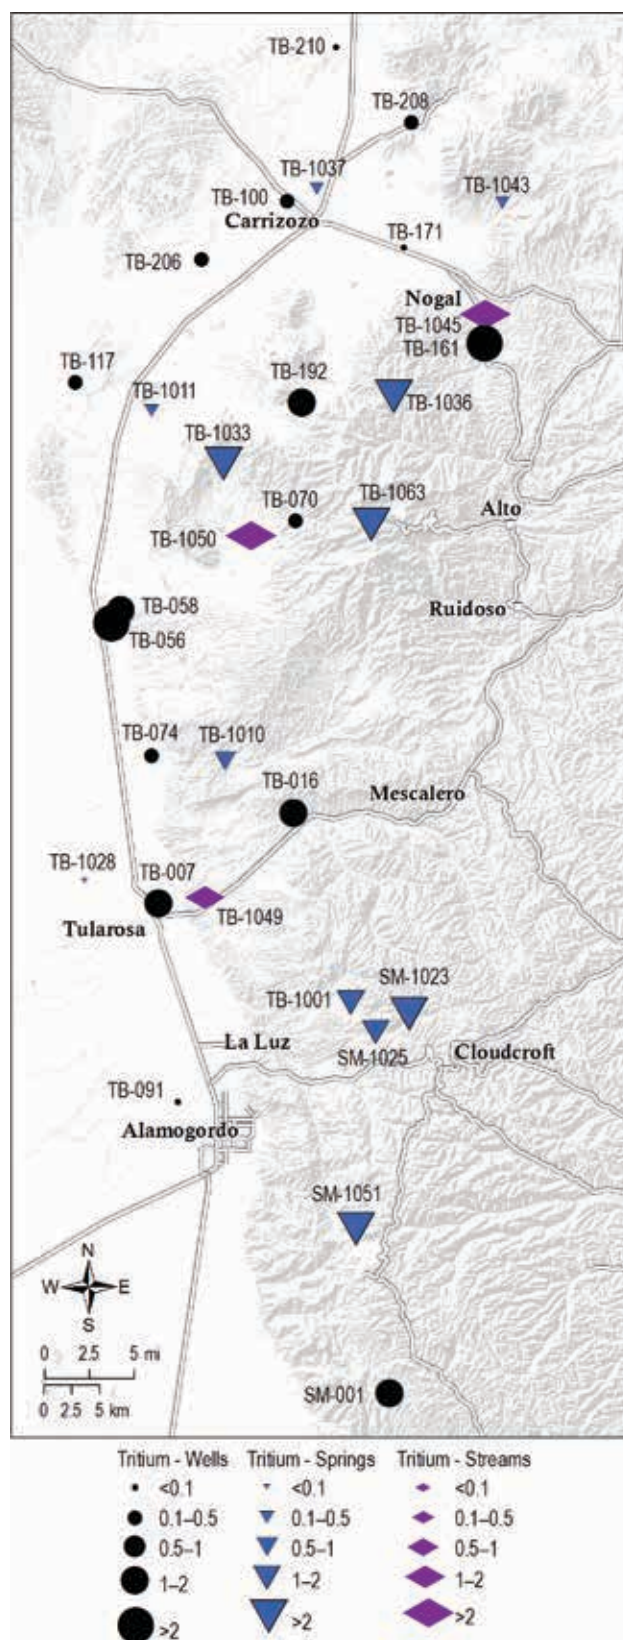 TB-210
TB-208
TB-1037
TB-1043
TB-100
Carrizozo
TB-171
TB-206
Nogal
TB-1045
TB-161
TB-117
TB-192
TB-1011
TB-1036
TB-1033
TB-070
TB-1063
Alto
TB-1050
TB-058
Ruidoso
TB-056
TB-074
TB-1010
TB-016
Mescalero
TB-1028
TB-007
TB-1049
Tularosa
SM-1023
TB-1001
La Luz
SM-1025
Cloudcroft
TB-091
Alamogordo
SM-1051
N
W E
S
0 2.5 5 mi
0 2.5 5 km
SM-001
Tritium - Wells Tritium - Springs Tritium - Streams
<0.1 <0.1 <0.1
0.1–0.5 0.1–0.5 0.1–0.5
0.5–1 0.5–1 0.5–1
1–2 1–2 1–2
>2 >2 >2